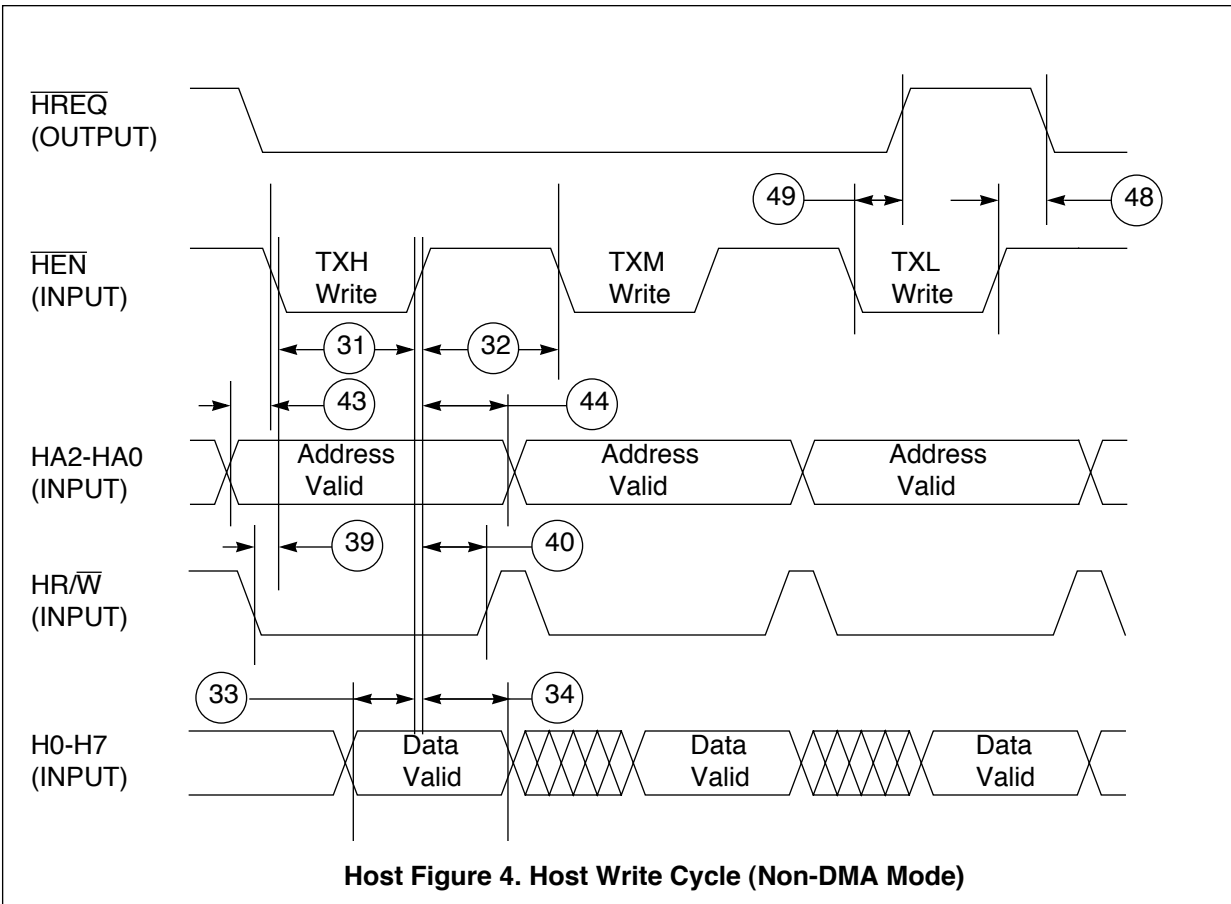 HREQ
(OUTPUT)
49
48
HEN
(INPUT)
TXH
Write
TXM
Write
TXL
Write
31
32
43
44
HA2-HA0
(INPUT)
Address
Valid
Address
Valid
Address
Valid
39
40
HR/W
(INPUT)
33
34
H0-H7
(INPUT)
Data
Valid
Data
Valid
Data
Valid
Host Figure 4. Host Write Cycle (Non-DMA Mode)